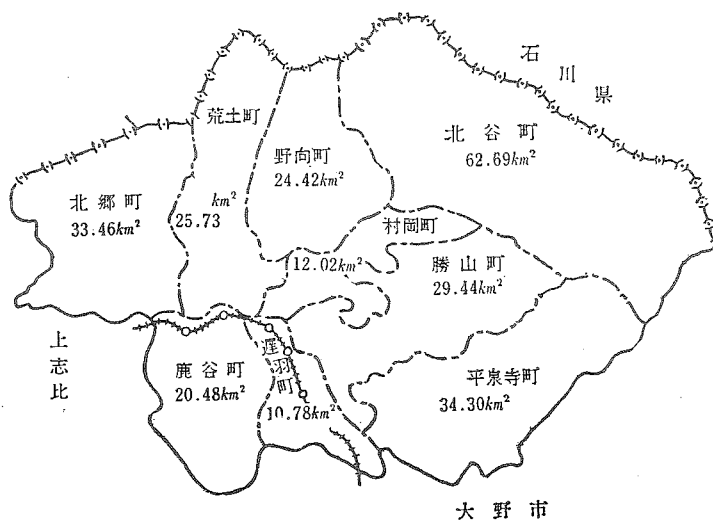 石川県
荒土町
km²
25.73
野向町
24.42km²
北谷町
62.69km²
北郷町
33.46km²
村岡町
12.02km²
勝山町
29.44km²
上志比
鹿谷町
20.48km²
遅羽町
10.78km²
平泉寺町
34.30km²
大野市